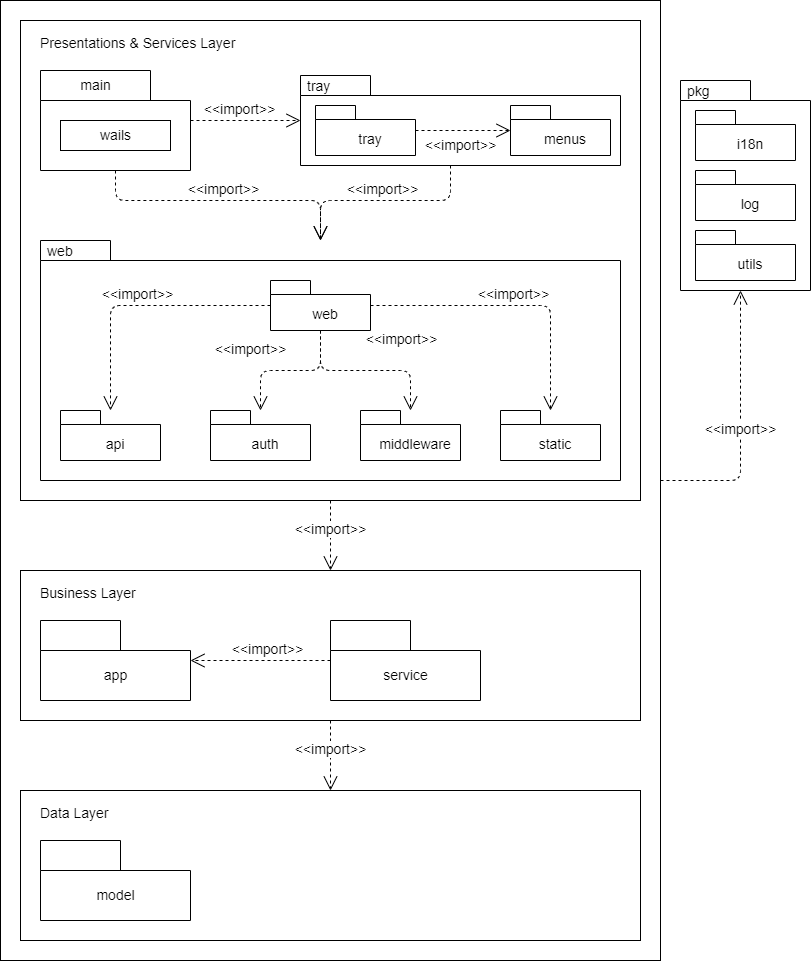 Presentations & Services Layer
main
wails
<<import>>
tray
tray
<<import>>
menus
<<import>>
<<import>>
web
<<import>>
web
<<import>>
<<import>>
<<import>>
api
auth
middleware
static
<<import>>
Business Layer
app
<<import>>
service
<<import>>
Data Layer
model
pkg
i18n
log
utils
<<import>>